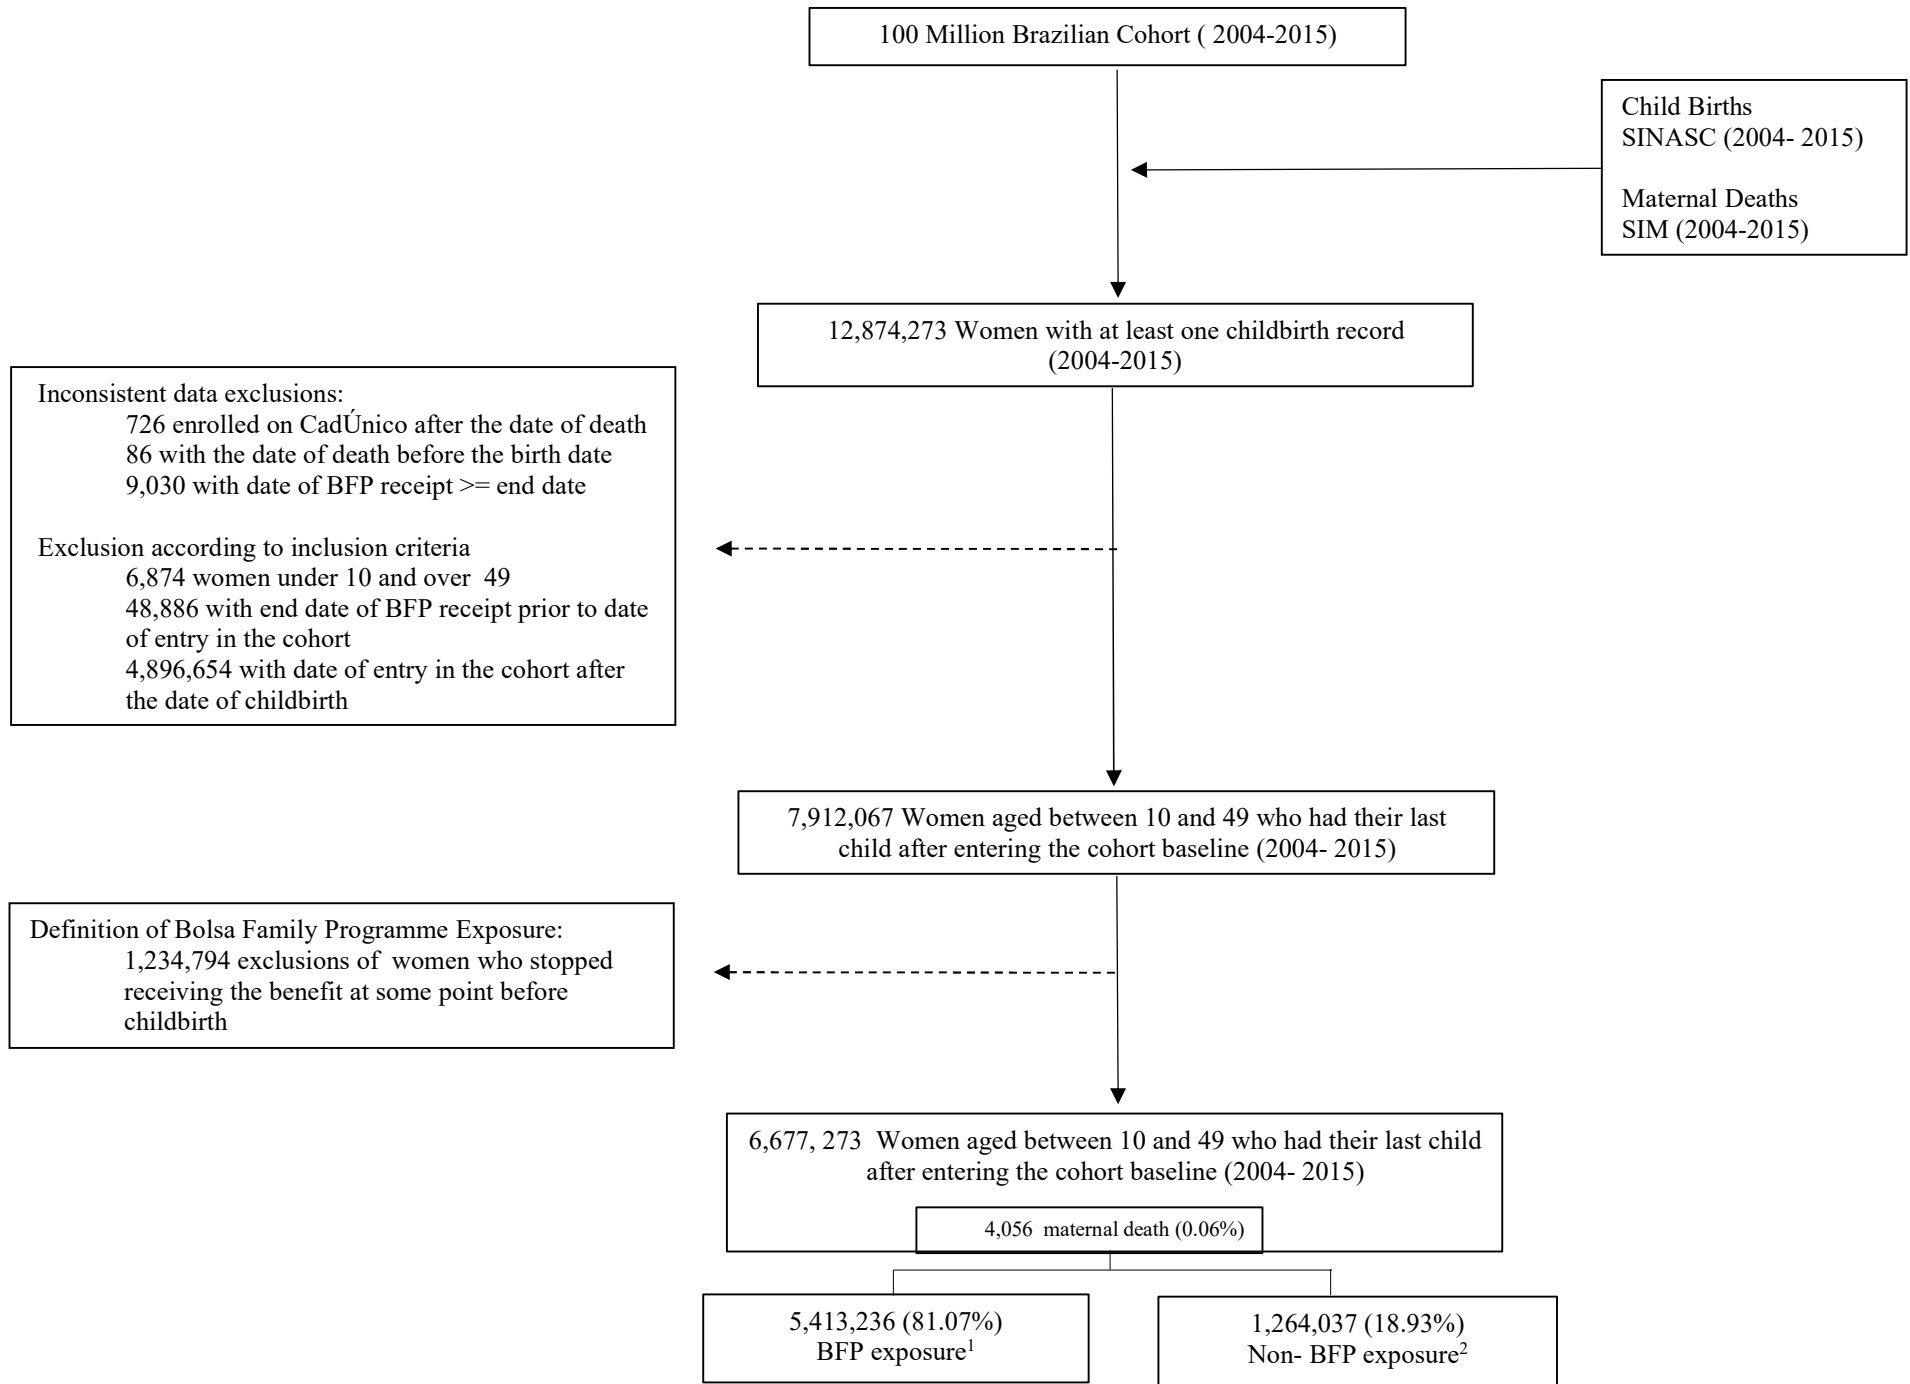 100 Million Brazilian Cohort ( 2004-2015)
Child Births
SINASC (2004- 2015)
Maternal Deaths
SIM (2004-2015)
12,874,273 Women with at least one childbirth record
(2004-2015)
Inconsistent data exclusions:
726 enrolled on CadÚnico after the date of death
86 with the date of death before the birth date
9,030 with date of BFP receipt >= end date
Exclusion according to inclusion criteria
6,874 women under 10 and over 49
48,886 with end date of BFP receipt prior to date
of entry in the cohort
4,896,654 with date of entry in the cohort after
the date of childbirth
7,912,067 Women aged between 10 and 49 who had their last
child after entering the cohort baseline (2004- 2015)
Definition of Bolsa Family Programme Exposure:
1,234,794 exclusions of women who stopped
receiving the benefit at some point before
childbirth
6,677, 273 Women aged between 10 and 49 who had their last child
after entering the cohort baseline (2004- 2015)
4,056 maternal death (0.06%)
5,413,236 (81.07%)
BFP exposure¹
1,264,037 (18.93%)
Non- BFP exposure²